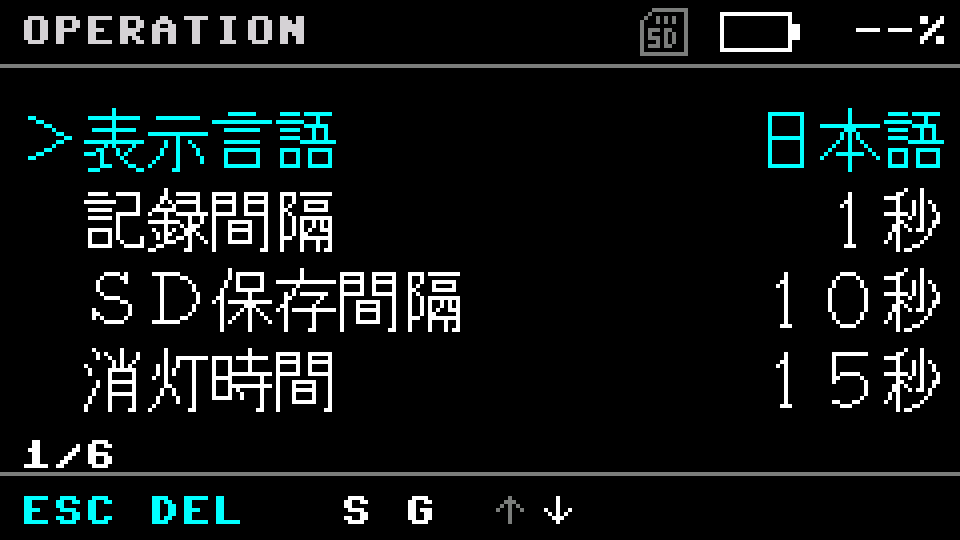 OPERATION SD --%
>表示言語 日本語
記録間隔 1秒
SD保存間隔 10秒
消灯時間 15秒
1/6
ESC DEL S G ↑ ↓